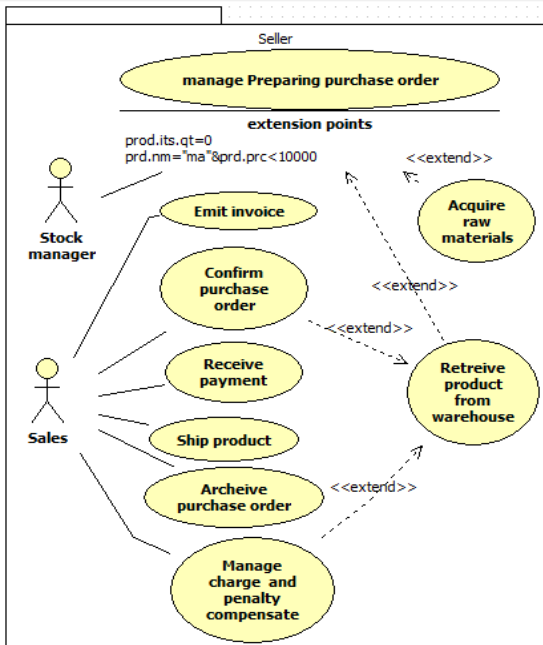 Seller
manage Preparing purchase order
extension points
prod.its.qt=0
prd.nm="ma"&prd.prc<10000
<<extend>>
Stock
manager
Emit invoice
Acquire
raw
materials
Confirm
purchase
order
<<extend>>
<<extend>>
Receive
payment
Retreive
product
from
warehouse
Sales
Ship product
Archeive
purchase order
<<extend>>
Manage
charge and
penalty
compensate